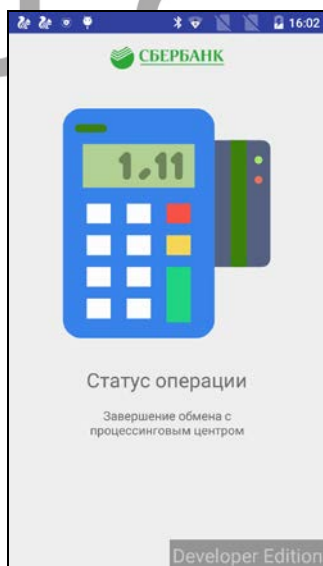 16:02
СБЕРБАНК
1.11
Статус операции
Завершение обмена с
процессинговым центром
Developer Edition